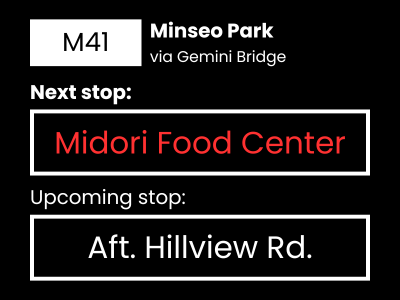 M41
Minseo Park
via Gemini Bridge
Next stop:
Midori Food Center
Upcoming stop:
Aft. Hillview Rd.